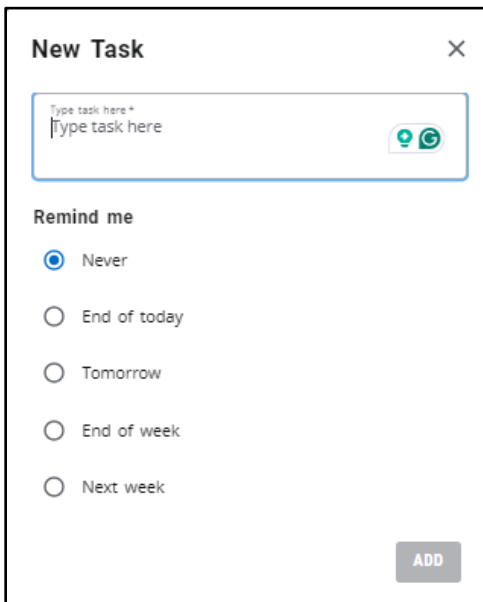 New Task
Type task here *
Type task here
Remind me
Never
End of today
Tomorrow
End of week
Next week
ADD